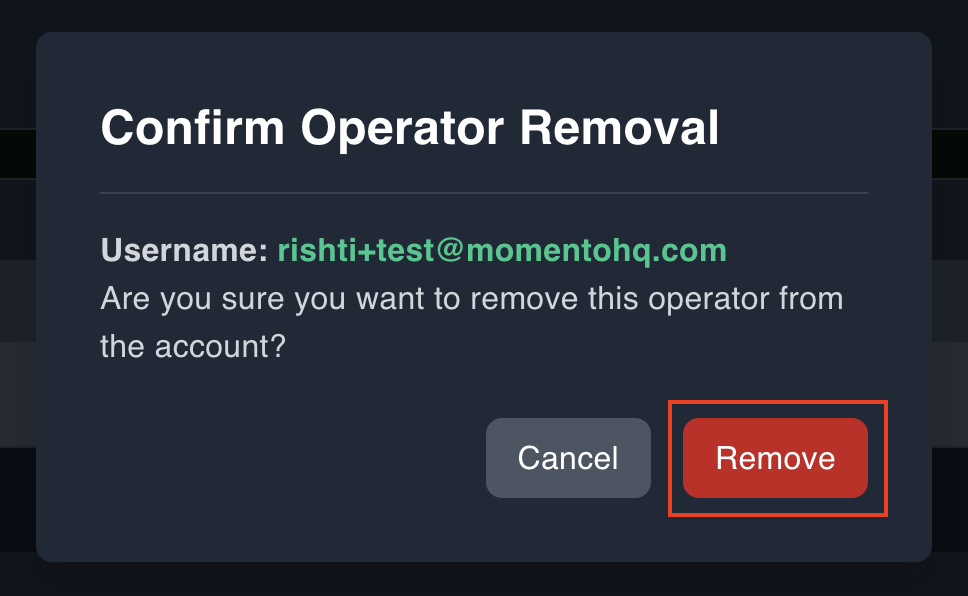 Confirm Operator Removal
Username: rishti+test@momentohq.com
Are you sure you want to remove this operator from
the account?
Cancel Remove